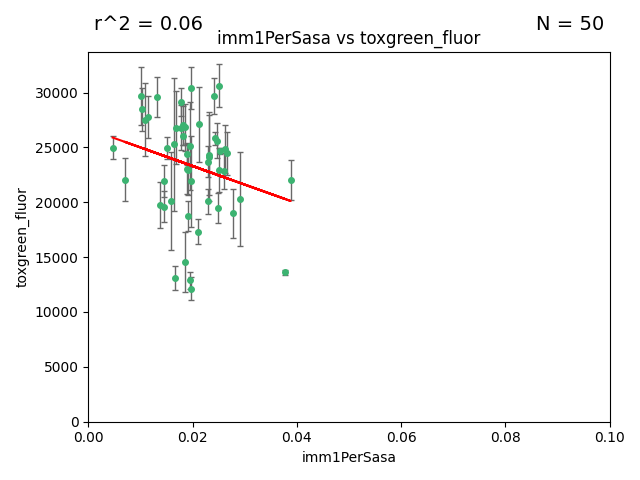 r^2 = 0.06
N = 50
imm1PerSasa vs toxgreen_fluor
30000
25000
20000
15000
10000
5000
0
toxgreen_fluor
0.00
0.02
0.04
0.06
0.08
0.10
imm1PerSasa